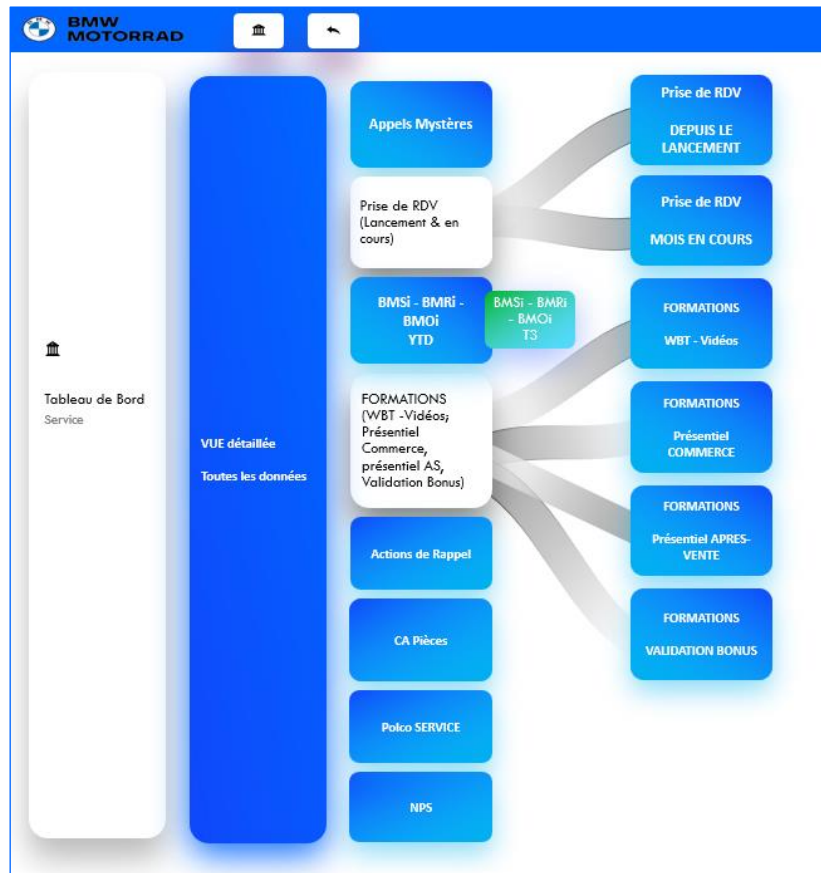 BMW
MOTORRAD
Tableau de Bord
Service
VUE détaillée
Toutes les données
Appels Mystères
Prise de RDV
(Lancement & en
cours)
BMSi - BMRi -
BMOi
YTD
BMSi - BMRi
- BMOi
T3
FORMATIONS
(WBT -Vidéos;
Présentiel
Commerce,
présentiel AS,
Validation Bonus)
Actions de Rappel
CA Pièces
Polco SERVICE
NPS
Prise de RDV
DEPUIS LE
LANCEMENT
Prise de RDV
MOIS EN COURS
FORMATIONS
WBT - Vidéos
FORMATIONS
Présentiel
COMMERCE
FORMATIONS
Présentiel APRES-
VENTE
FORMATIONS
VALIDATION BONUS